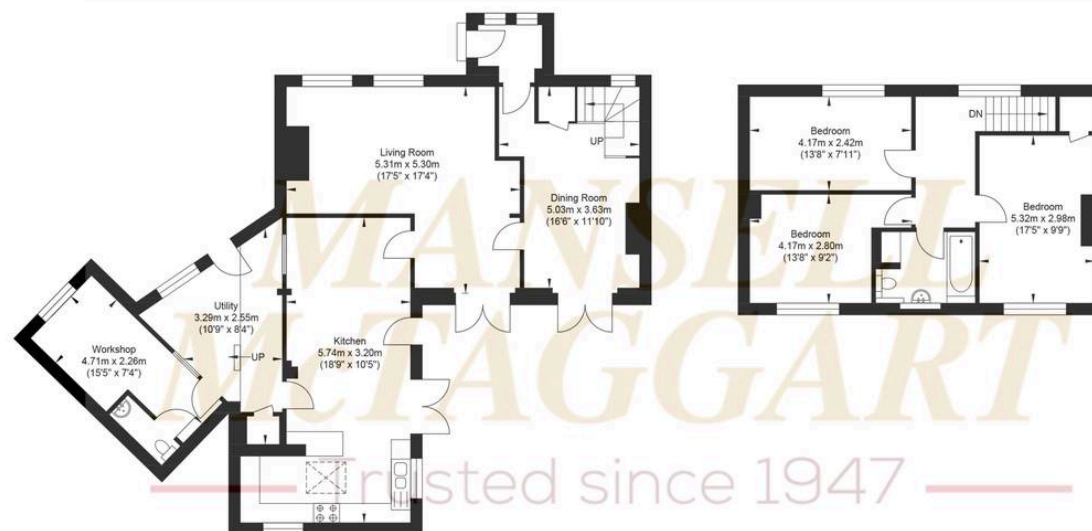 Living Room
5.31m x 5.30m
(17'5" x 17'4")
UP
Dining Room
5.03m x 3.63m
(16'6" x 11'10")
Utility
3.29m x 2.55m
(10'9" x 8'4")
UP
Workshop
4.71m x 2.26m
(15'5" x 7'4")
Kitchen
5.74m x 3.20m
(18'9" x 10'5")
Bedroom
4.17m x 2.42m
(13'8" x 7'11")
DN
Bedroom
4.17m x 2.80m
(13'8" x 9'2")
Bedroom
5.32m x 2.98m
(17'5" x 9'9")
MANSELL
McTAGGART
Trusted since 1947